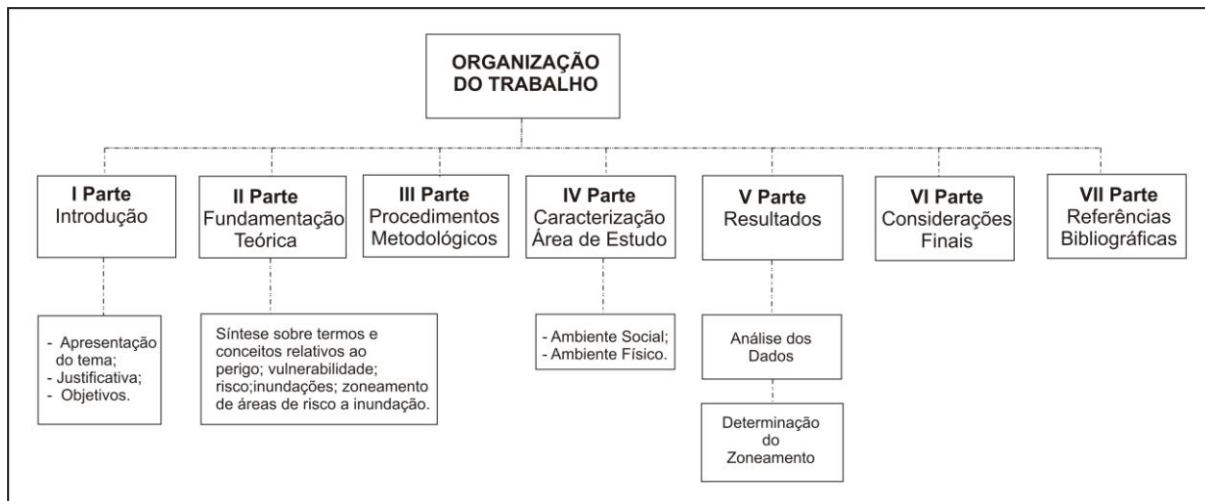 ORGANIZAÇÃO
DO TRABALHO
I Parte
Introdução
II Parte
Fundamentação
Teórica
III Parte
Procedimentos
Metodológicos
IV Parte
Caracterização
Área de Estudo
V Parte
Resultados
VI Parte
Considerações
Finais
VII Parte
Referências
Bibliográficas
- Apresentação
do tema;
- Justificativa;
- Objetivos.
Síntese sobre termos e
conceitos relativos ao
perigo; vulnerabilidade;
risco;inundações; zoneamento
de áreas de risco a inundação.
- Ambiente Social;
- Ambiente Físico.
Análise dos
Dados
Determinação
do
Zoneamento